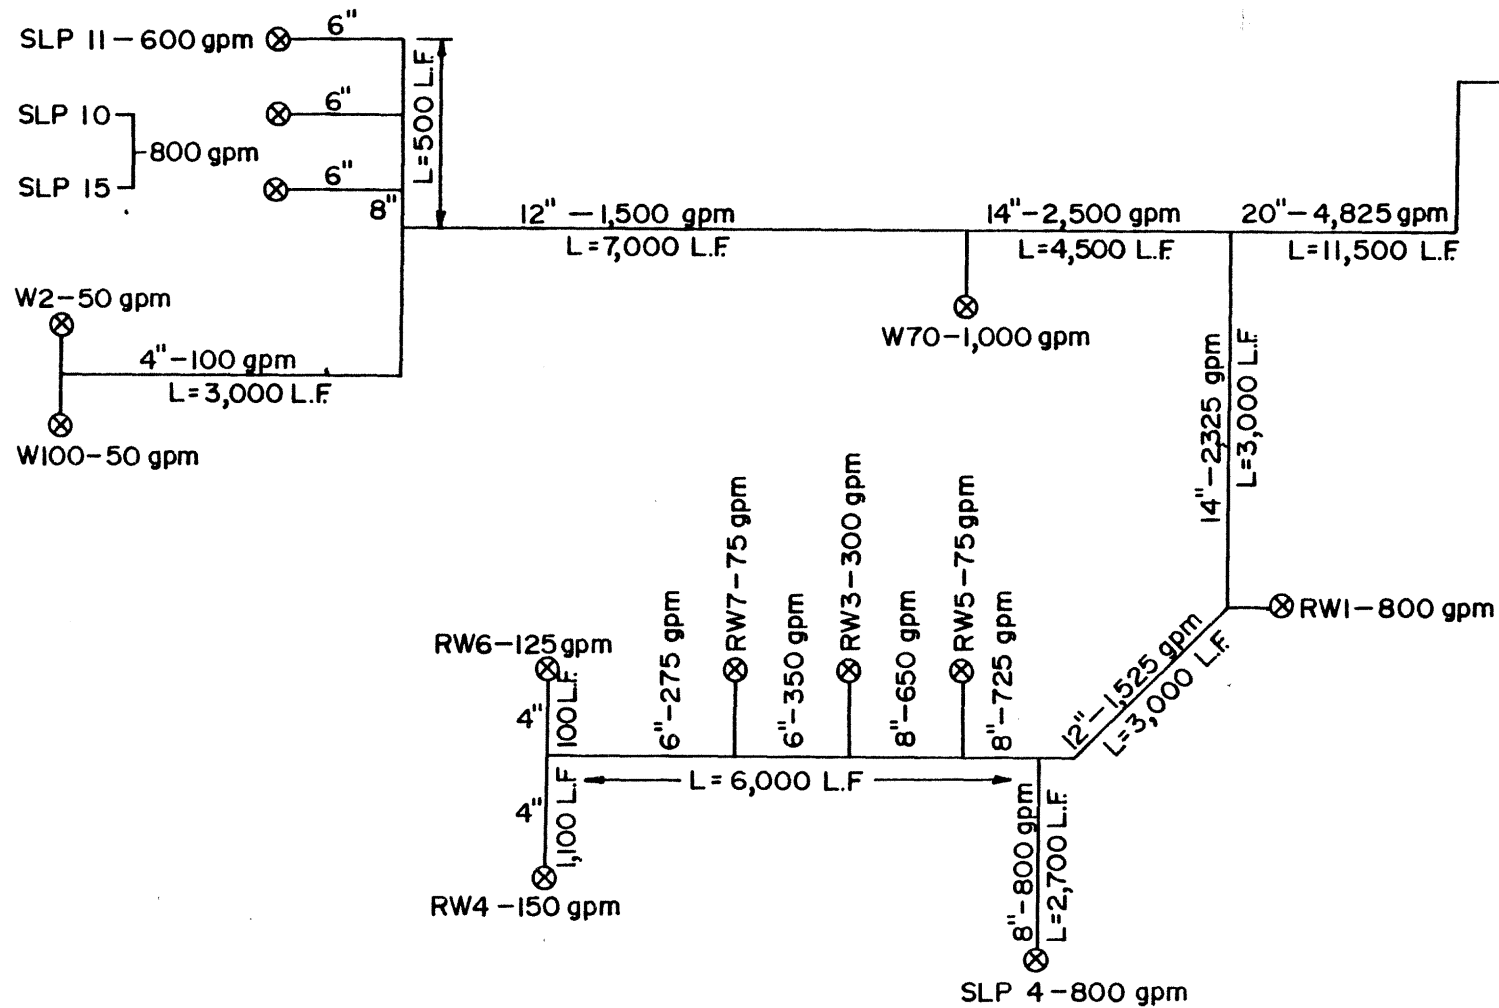 SLP 11-600 gpm
6"
SLP 10
6"
800 gpm
SLP 15
6"
8"
L=500 L.F.
12" -1,500 gpm
L=7,000 L.F.
14"-2,500 gpm
L=4,500 L.F.
20"-4,825 gpm
L=11,500 L.F.
W2-50 gpm
4"-100 gpm
L=3,000 L.F.
W100-50 gpm
W70-1,000 gpm
14"-2325 gpm
L=3,000 L.F.
RW1-800 gpm
12"-1,525 gpm
L=3,000 L.F.
RW6-125 gpm
4"
100 L.F.
6"-275 gpm
RW7-75 gpm
6"-350 gpm
RW3-300 gpm
8"-650 gpm
RW5-75 gpm
8"-725 gpm
L=6,000 L.F
4"
1,100 L.F
RW4-150 gpm
8"-800 gpm
L=2,700 L.F.
SLP 4-800 gpm